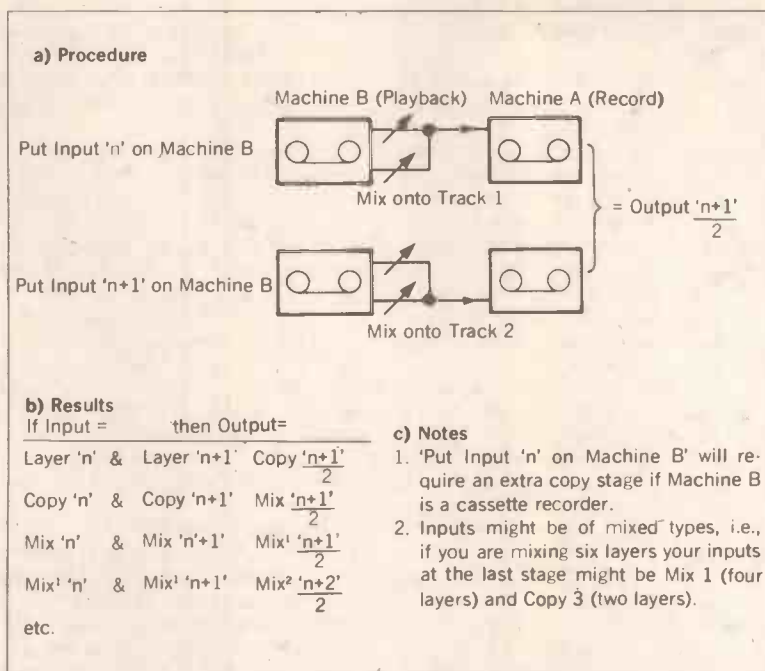 a) Procedure
Machine B (Playback) Machine A (Record)
Put Input 'n' on Machine B
Mix onto Track 1
= Output 'n+1'
2
Put Input 'n+1' on Machine B
Mix onto Track 2
b) Results
If Input = then Output=
Layer 'n' & Layer 'n+1' Copy 'n+1'
2
Copy 'n' & Copy 'n+1' Mix 'n+1'
2
Mix 'n' & Mix 'n'+1' Mix¹ 'n+1'
2
Mix¹ 'n' & Mix¹ 'n+1' Mix² 'n+2'
2
etc.
c) Notes
1. 'Put Input 'n' on Machine B' will re-
quire an extra copy stage if Machine B
is a cassette recorder.
2. Inputs might be of mixed types, i.e.,
if you are mixing six layers your inputs
at the last stage might be Mix 1 (four
layers) and Copy 3 (two layers).